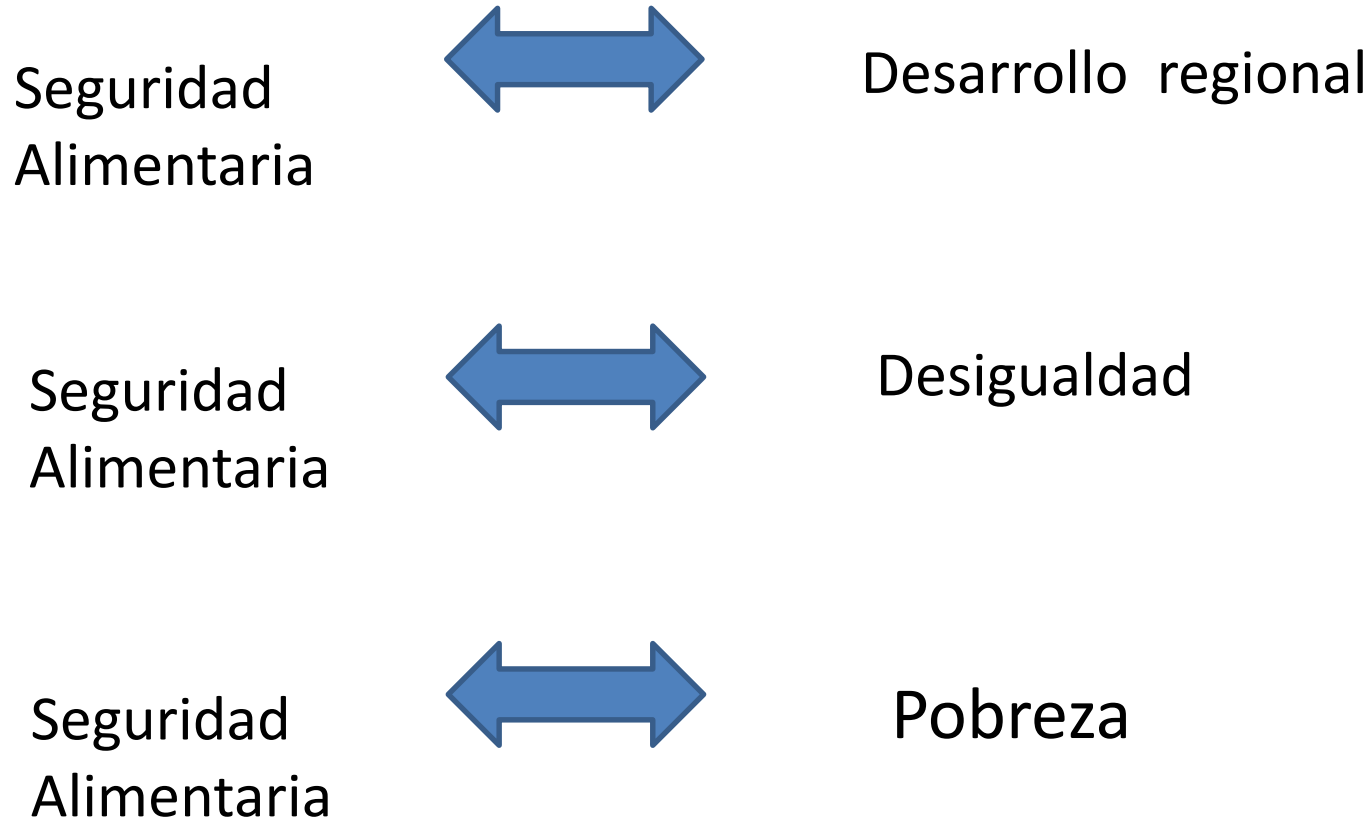 Seguridad
Alimentaria
Desarrollo regional
Seguridad
Alimentaria
Desigualdad
Seguridad
Alimentaria
Pobreza